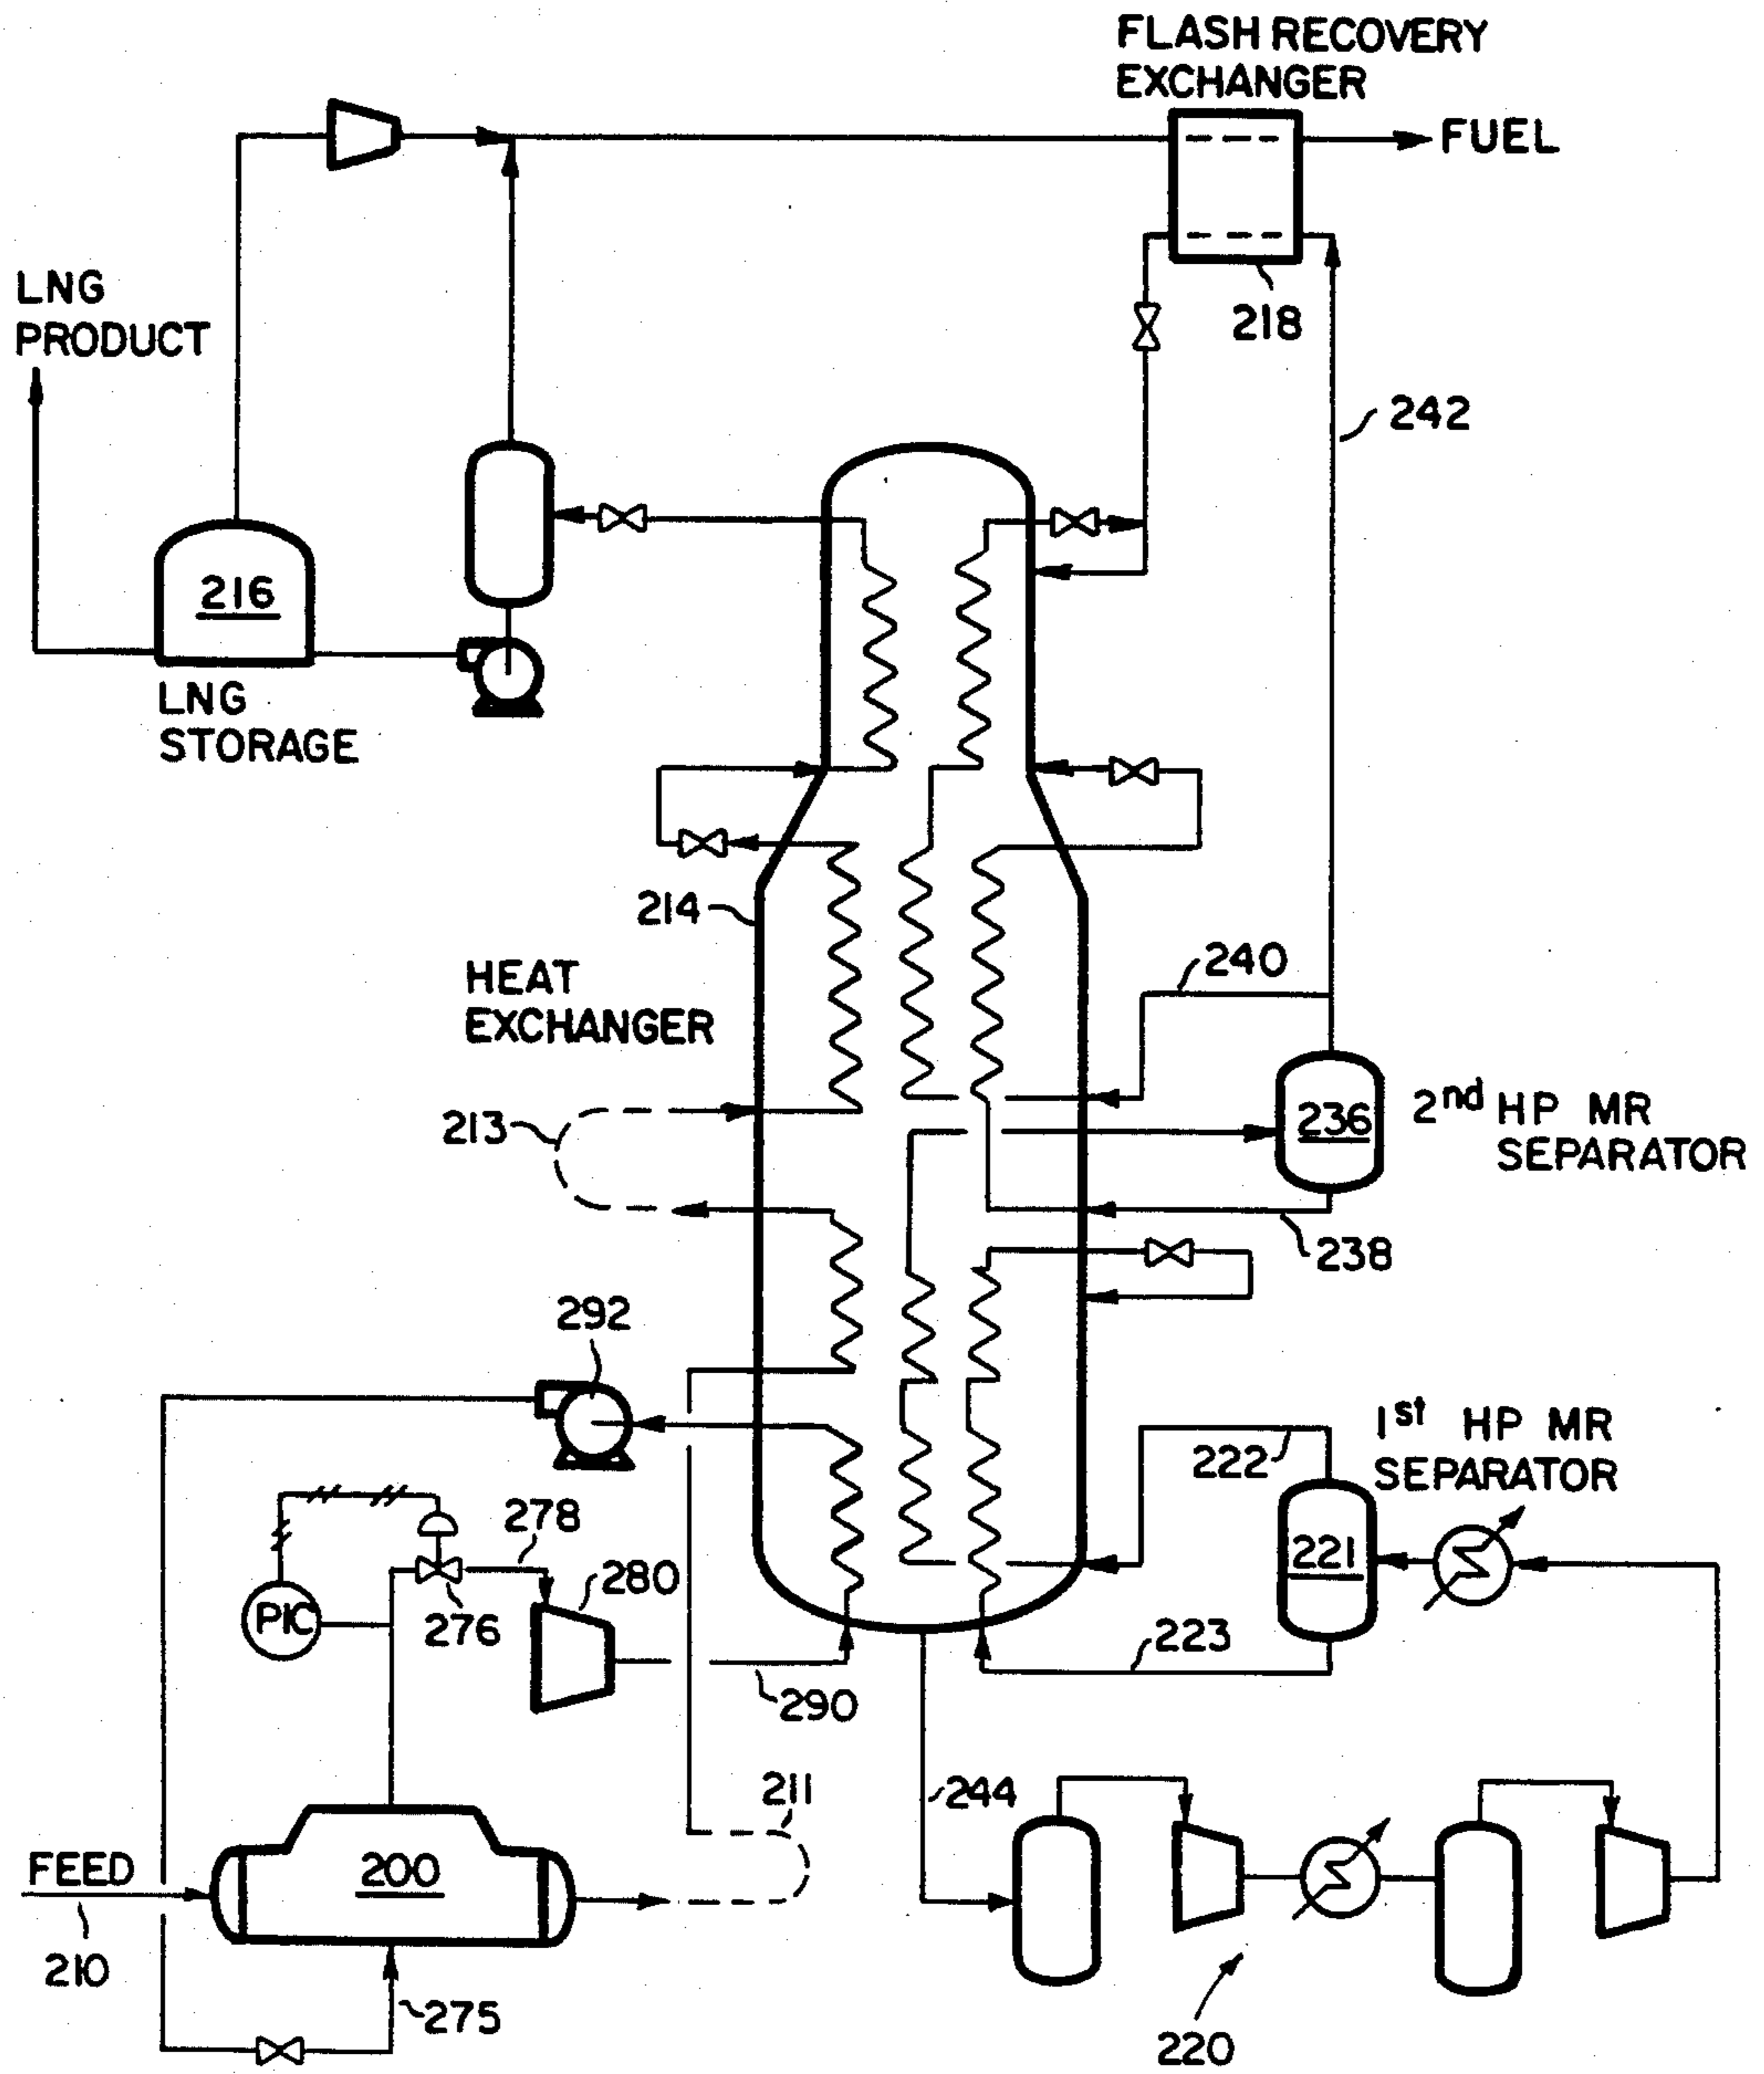 FLASH RECOVERY
EXCHANGER
FUEL
LNG
PRODUCT
218
242
216
LNG
STORAGE
214
240
HEAT
EXCHANGER
213
236
2nd HP MR
SEPARATOR
238
292
1st HP MR
SEPARATOR
222
278
221
280
PIC
276
223
290
211
244
FEED
200
210
275
220